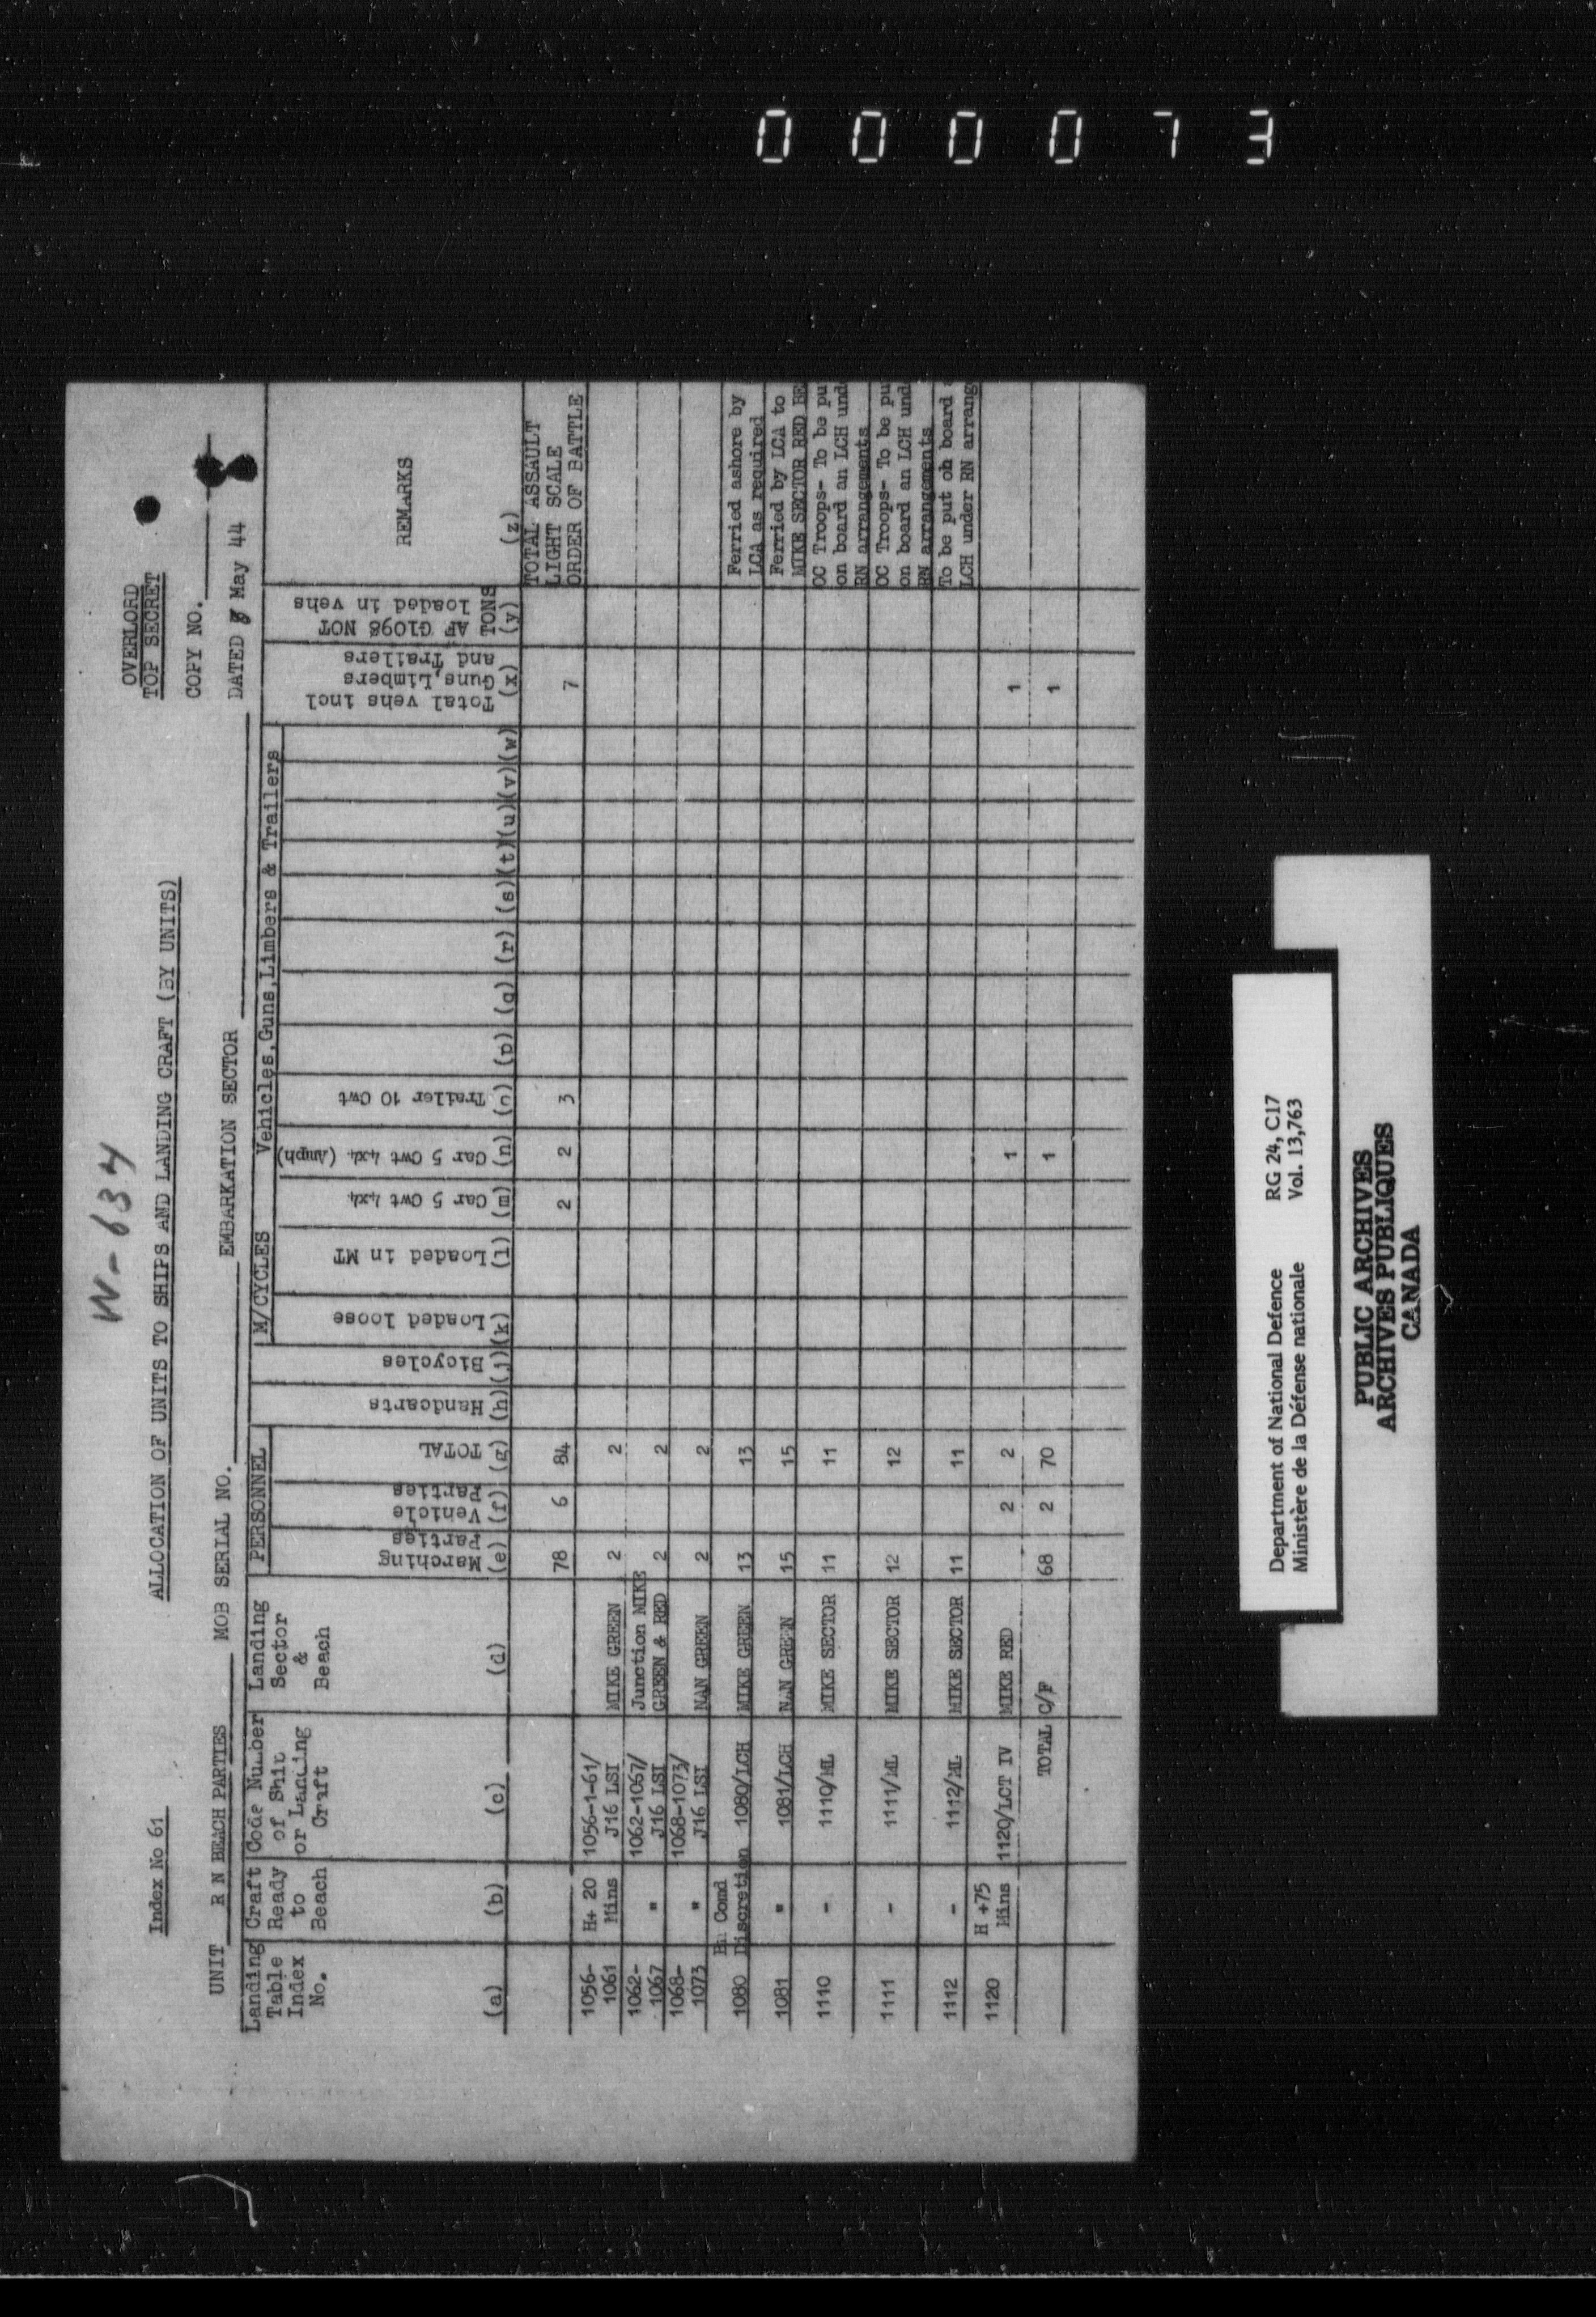 000073
W-634
OVERLORD
TOP SECRET
Index No 61
ALLOCATION OF UNITS TO SHIPS AND LANDING CRAFT (BY UNITS)
COPY NO.
UNIT R N BEACH PARTIES MOB SERIAL NO. EMBARKATION SECTOR DATED 8 May 44
Landing Table Index No. (a)
Craft Ready to Beach (b)
Code Number of Ship or Landing Craft (c)
Landing Sector & Beach (d)
PERSONNEL
Marching Parties (e)
Vehicle Parties (f)
TOTAL (g)
Handcarts (h)
Bicycles (j)
M/CYCLES
Loaded loose (k)
Loaded in MT (l)
Vehicles,Guns,Limbers & Trailers
Car 5 Cwt 4x4 (m)
Car 5 Cwt 4x4 (Amph) (n)
Trailer 10 Cwt (o)
(p) (q) (r) (s) (t) (u) (v) (w)
Total vehs incl Guns,Limbers and Trailers (x)
AF G1098 NOT loaded in vehs TONS (y)
REMARKS (z)
78 6 84 2 2 3 7 TOTAL ASSAULT
LIGHT SCALE
ORDER OF BATTLE
1056- H+ 20 1056-1-61/
1061 Mins J16 LSI MIKE GREEN 2 2
1062- 1062-1067/ Junction MIKE
1067 " J16 LSI GREEN & RED 2 2
1068- 1068-1073/
1073 " J16 LSI NAN GREEN 2 2
Comd Ferried ashore by
1080 Discretion 1080/LCH MIKE GREEN 13 13 LCA as required
Ferried by LCA to
1081 " 1081/LCH NAN GREEN 15 15 MIKE SECTOR RED BE
OC Troops- To be pu
1110 - 1110/ML MIKE SECTOR 11 11 on board an LCH und
RN arrangements
OC Troops- To be pu
1111 - 1111/ML MIKE SECTOR 12 12 on board an LCH und
RN arrangements
1112 - 1112/ML MIKE SECTOR 11 11 To be put on board
LCH under RN arrang
1120 H +75
Mins 1120/LCT IV MIKE RED 2 2 1 1
TOTAL C/F 68 2 70 1 1
Department of National Defence RG 24, C17
Ministère de la Défense nationale Vol. 13,763
PUBLIC ARCHIVES
ARCHIVES PUBLIQUES
CANADA